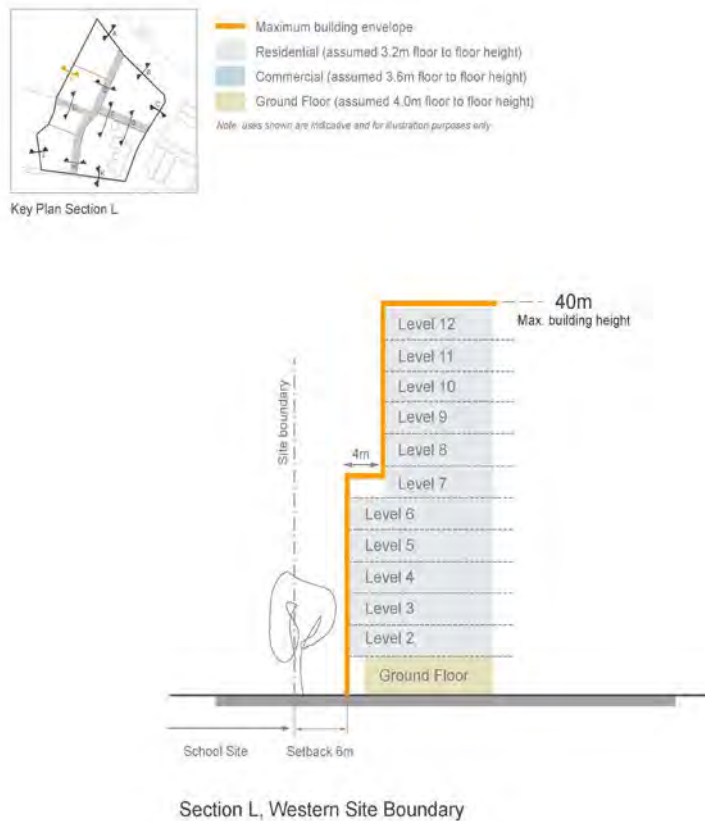 Maximum building envelope
Residential (assumed 3.2m floor to floor height)
Commercial (assumed 3.6m floor to floor height)
Ground Floor (assumed 4.0m floor to floor height)
Note: uses shown are indicative and for illustration purposes only
Key Plan Section L
40m
Max. building height
Level 12
Level 11
Level 10
Level 9
Level 8
Level 7
Level 6
Level 5
Level 4
Level 3
Level 2
Ground Floor
4m
Site boundary
School Site
Setback 6m
Section L, Western Site Boundary